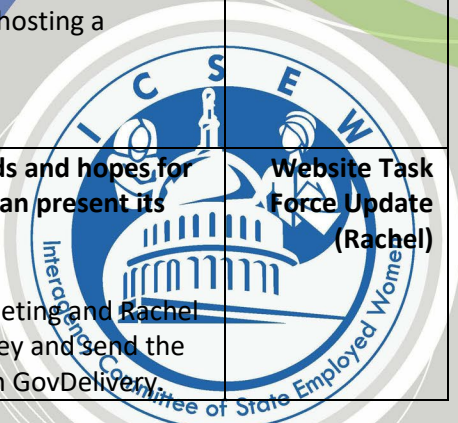 hosting a
I C S E W
ds and hopes for
an present its
Website Task
Force Update
(Rachel)
eting and Rachel
ey and send the
n GovDelivery.
Interagency Committee of State Employed Women